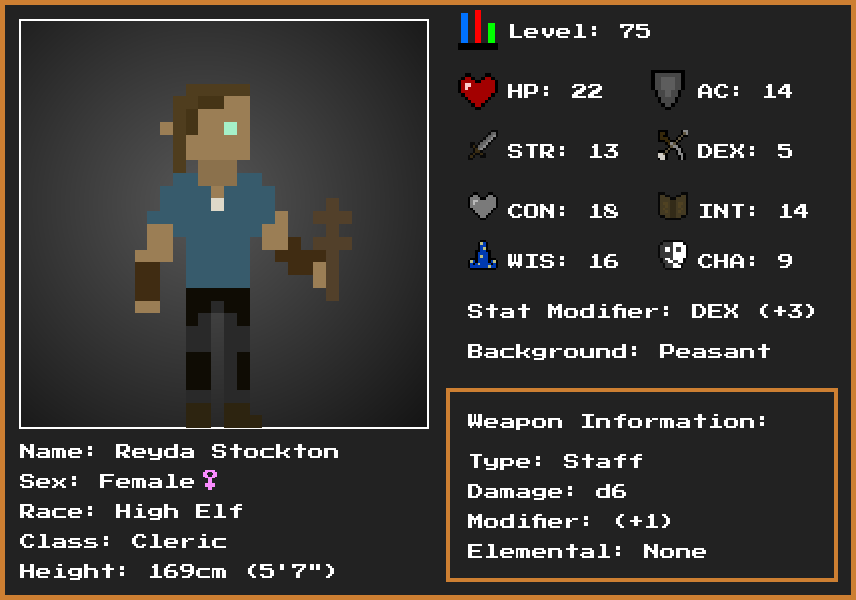 Level: 75
HP: 22
AC: 14
STR: 13
DEX: 5
CON: 18
INT: 14
WIS: 16
CHA: 9
Stat Modifier: DEX (+3)
Background: Peasant
Weapon Information:
Type: Staff
Damage: d6
Modifier: (+1)
Elemental: None
Name: Reyda Stockton
Sex: Female♀
Race: High Elf
Class: Cleric
Height: 169cm (5'7")